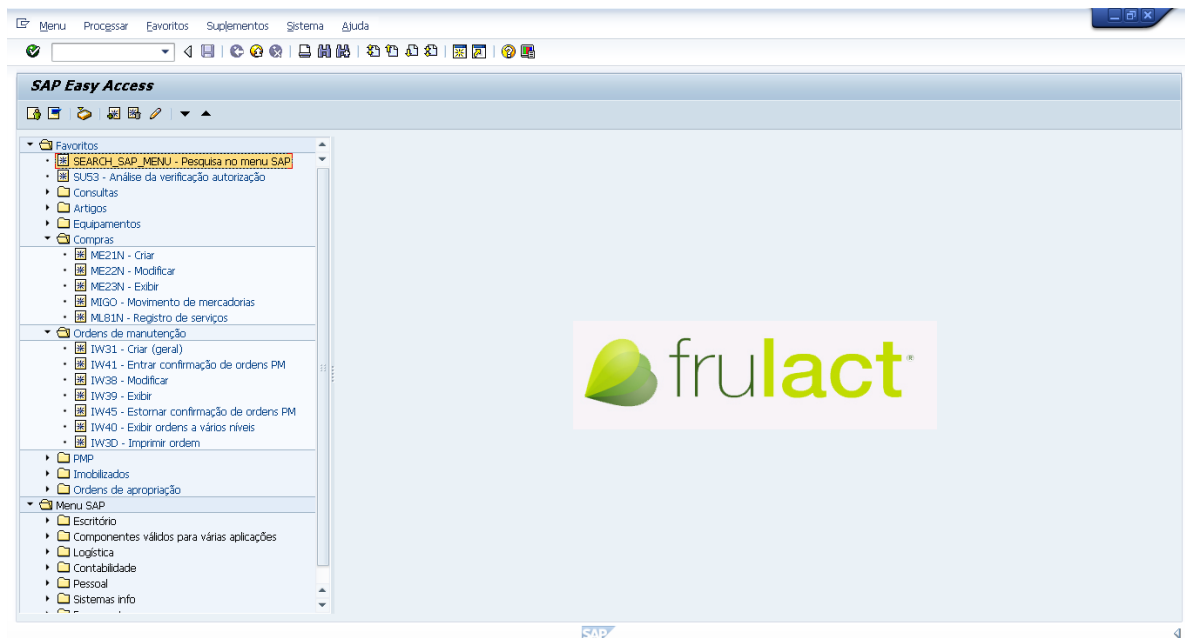 Menu Processar Favoritos Suplementos Sistema Ajuda
SAP Easy Access
Favoritos
SEARCH_SAP_MENU - Pesquisa no menu SAP
SU53 - Análise da verificação autorização
Consultas
Artigos
Equipamentos
Compras
ME21N - Criar
ME22N - Modificar
ME23N - Exibir
MIGO - Movimento de mercadorias
ML81N - Registro de serviços
Ordens de manutenção
IW31 - Criar (geral)
IW41 - Entrar confirmação de ordens PM
IW38 - Modificar
IW39 - Exibir
IW45 - Estornar confirmação de ordens PM
IW40 - Exibir ordens a vários níveis
IW3D - Imprimir ordem
PMP
Imobilizados
Ordens de apropriação
Menu SAP
Escritório
Componentes válidos para várias aplicações
Logística
Contabilidade
Pessoal
Sistemas info
frulact®
SAP